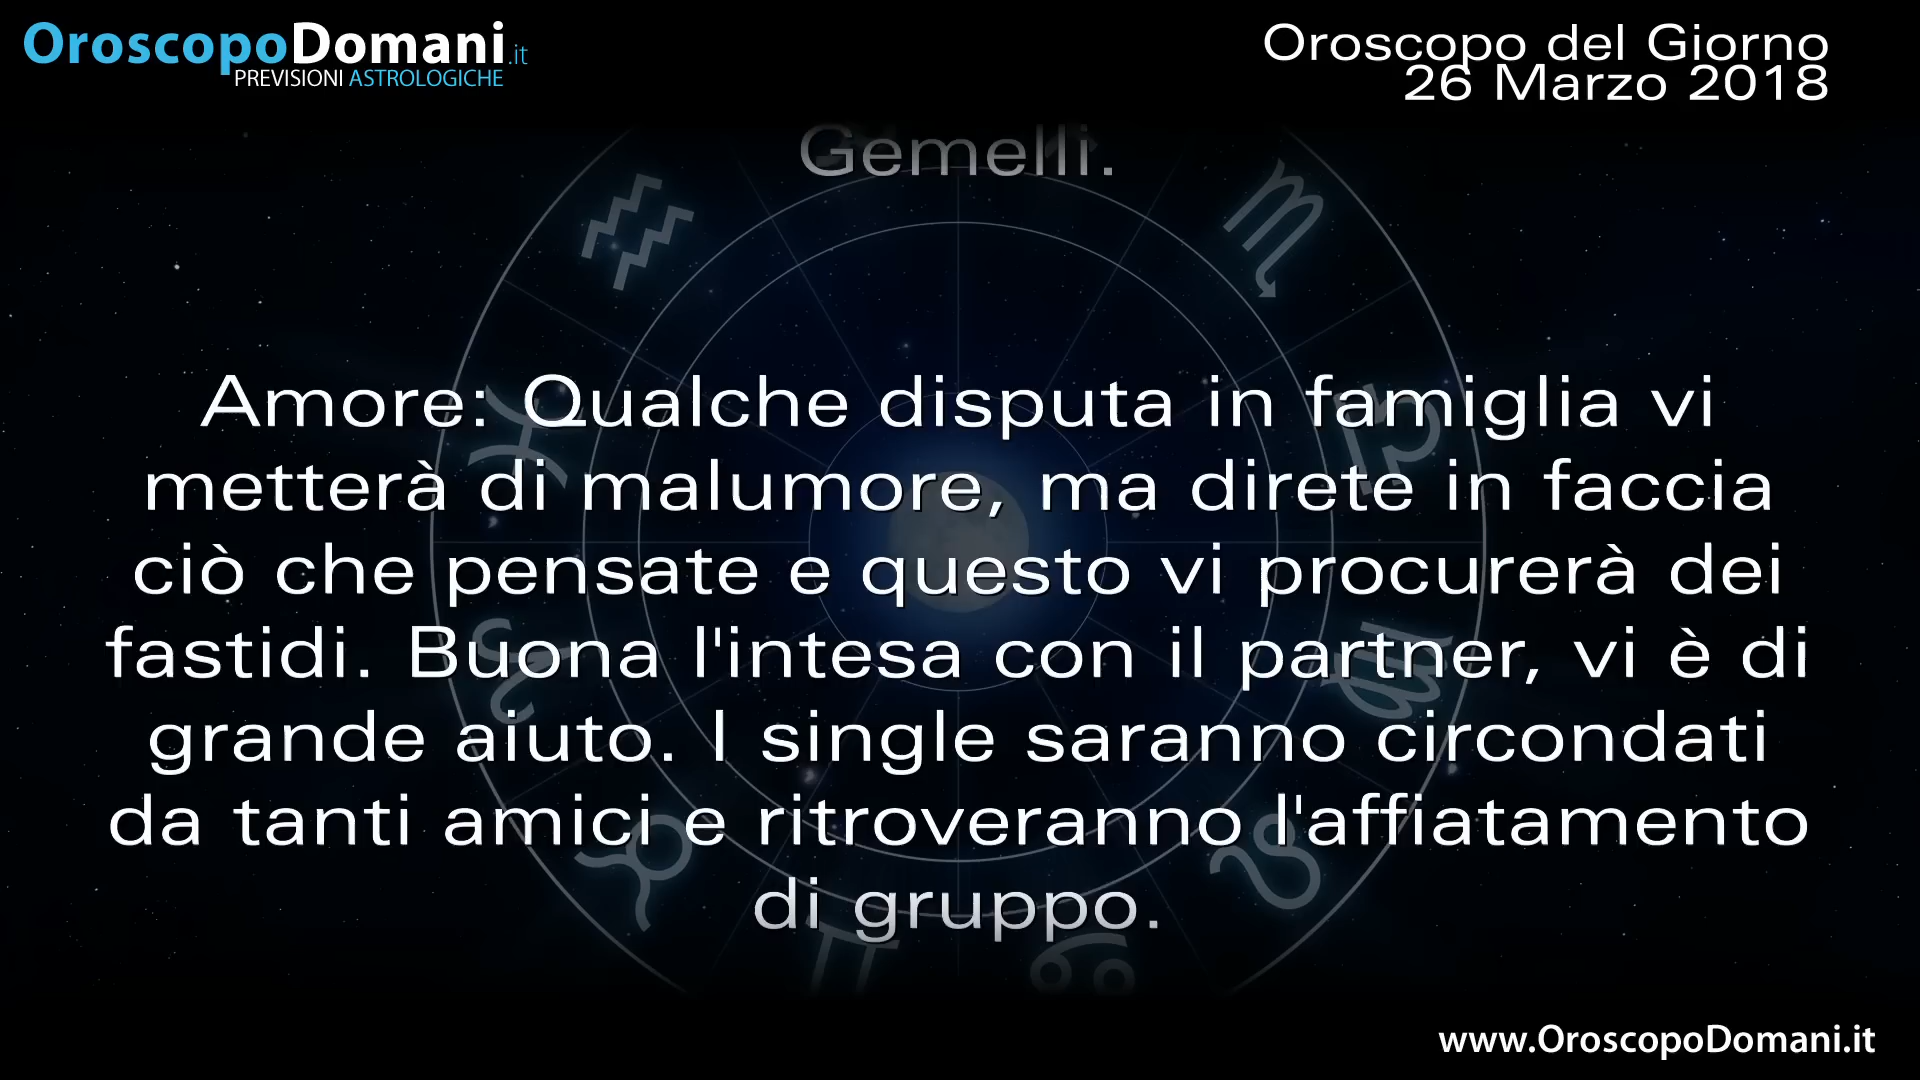 OroscopoDomani.it
PREVISIONI ASTROLOGICHE
Oroscopo del Giorno
26 Marzo 2018
Gemelli.
Amore: Qualche disputa in famiglia vi
metterà di malumore, ma direte in faccia
ciò che pensate e questo vi procurerà dei
fastidi. Buona l'intesa con il partner, vi è di
grande aiuto. I single saranno circondati
da tanti amici e ritroveranno l'affiatamento
di gruppo.
www.OroscopoDomani.it